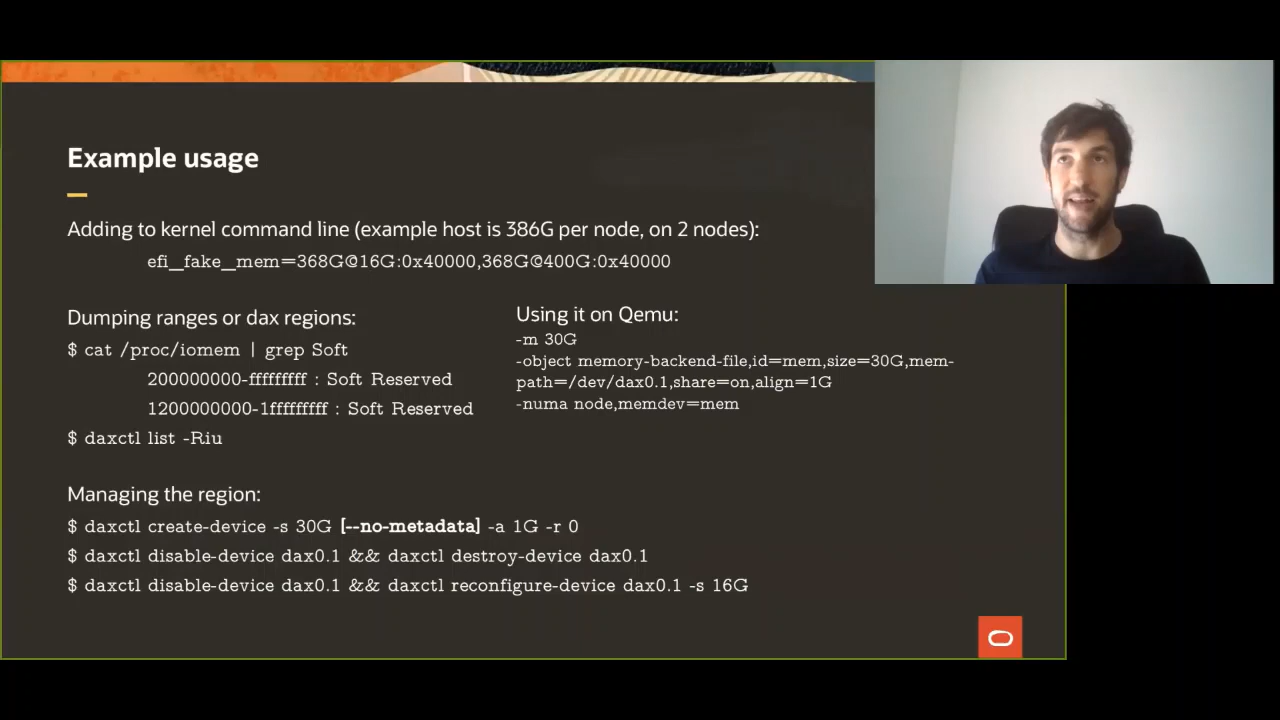 Example usage
Adding to kernel command line (example host is 386G per node, on 2 nodes):
efi_fake_mem=368G@16G:0x40000,368G@400G:0x40000
Dumping ranges or dax regions:
$ cat /proc/iomem | grep Soft
200000000-fffffffff : Soft Reserved
1200000000-1fffffffff : Soft Reserved
$ daxctl list -Riu
Using it on Qemu:
-m 30G
-object memory-backend-file,id=mem,size=30G,mem-
path=/dev/dax0.1,share=on,align=1G
-numa node,memdev=mem
Managing the region:
$ daxctl create-device -s 30G [--no-metadata] -a 1G -r 0
$ daxctl disable-device dax0.1 && daxctl destroy-device dax0.1
$ daxctl disable-device dax0.1 && daxctl reconfigure-device dax0.1 -s 16G